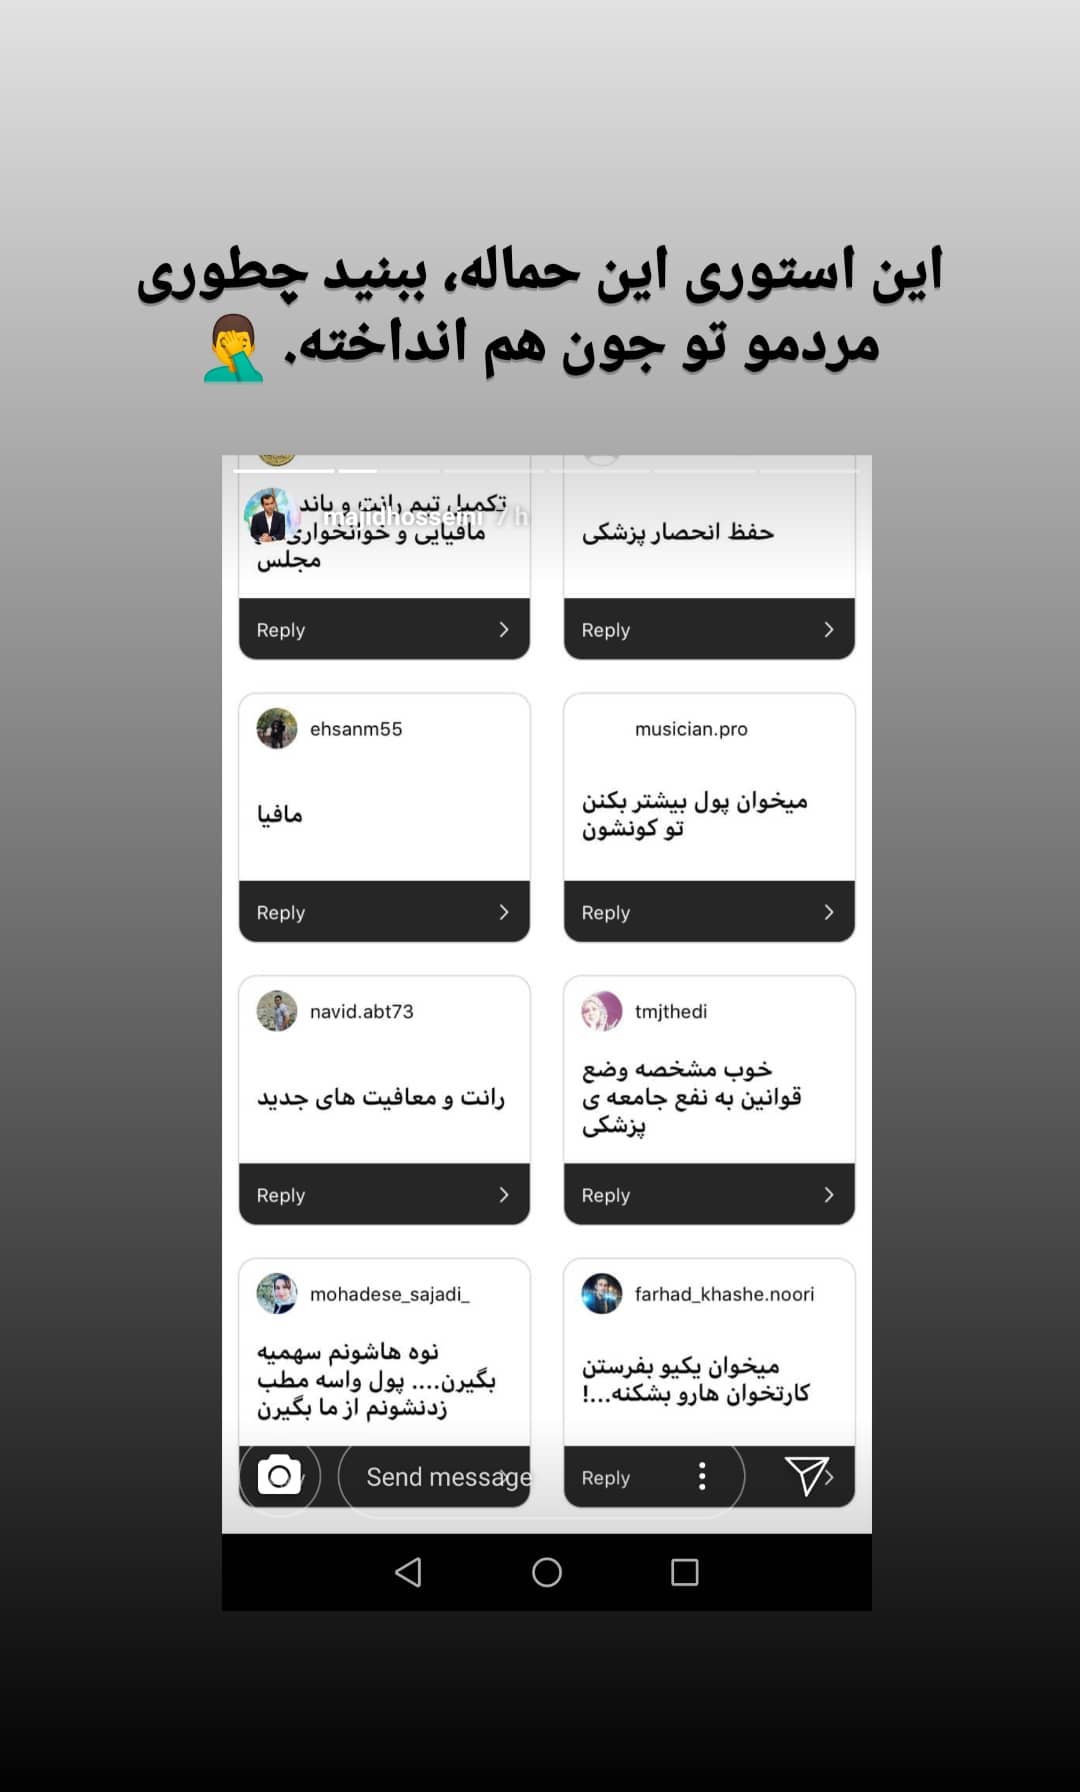 این استوری این حماله، ببنید چطوری
مردمو تو جون هم انداخته. 🤦‍♂️
majidhosseini 7 h
تکمیل تیم رانت و باند
مافیایی و خونخواری
مجلس
Reply
حفظ انحصار پزشکی
Reply
ehsanm55
مافیا
Reply
musician.pro
میخوان پول بیشتر بکنن
تو کونشون
Reply
navid.abt73
رانت و معافیت های جدید
Reply
tmjthedi
خوب مشخصه وضع
قوانین به نفع جامعه ی
پزشکی
Reply
mohadese_sajadi_
نوه هاشونم سهمیه
بگیرن.... پول واسه مطب
زدنشونم از ما بگیرن
farhad_khashe.noori
میخوان یکیو بفرستن
کارتخوان هارو بشکنه...!
Reply
Send message